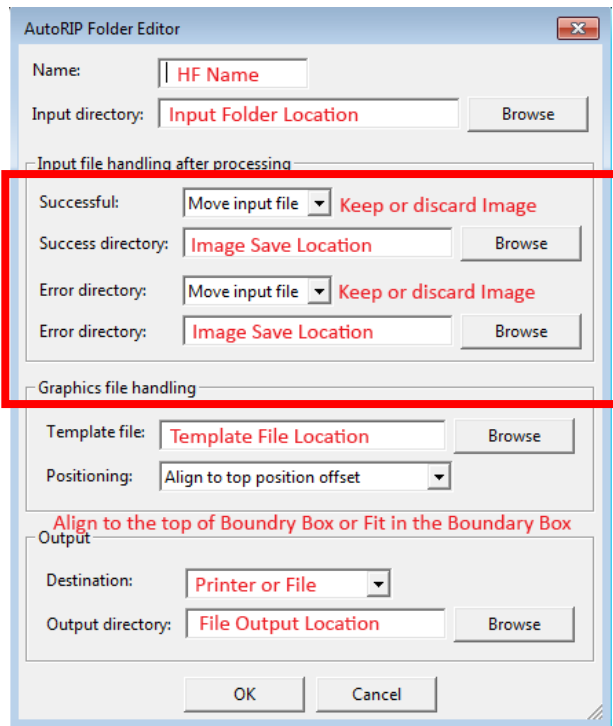 AutoRIP Folder Editor
Name: HF Name
Input directory: Input Folder Location Browse
Input file handling after processing
Successful: Move input file Keep or discard Image
Success directory: Image Save Location Browse
Error directory: Move input file Keep or discard Image
Error directory: Image Save Location Browse
Graphics file handling
Template file: Template File Location Browse
Positioning: Align to top position offset
Align to the top of Boundry Box or Fit in the Boundary Box
Output
Destination: Printer or File
Output directory: File Output Location Browse
OK Cancel